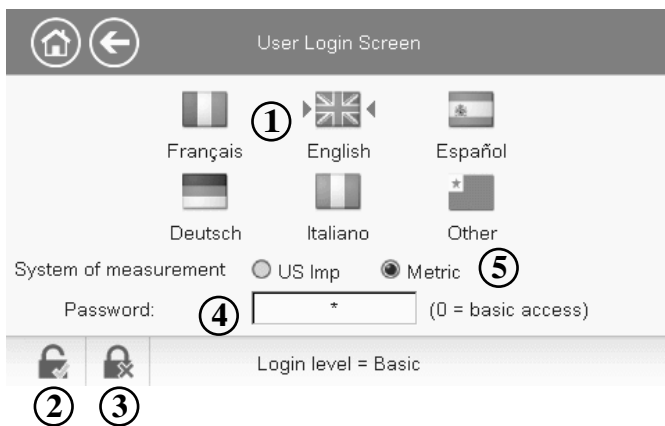 User Login Screen
1
Français English Español
Deutsch Italiano Other
System of measurement US Imp Metric 5
Password: 4 * (0 = basic access)
Login level = Basic
2 3